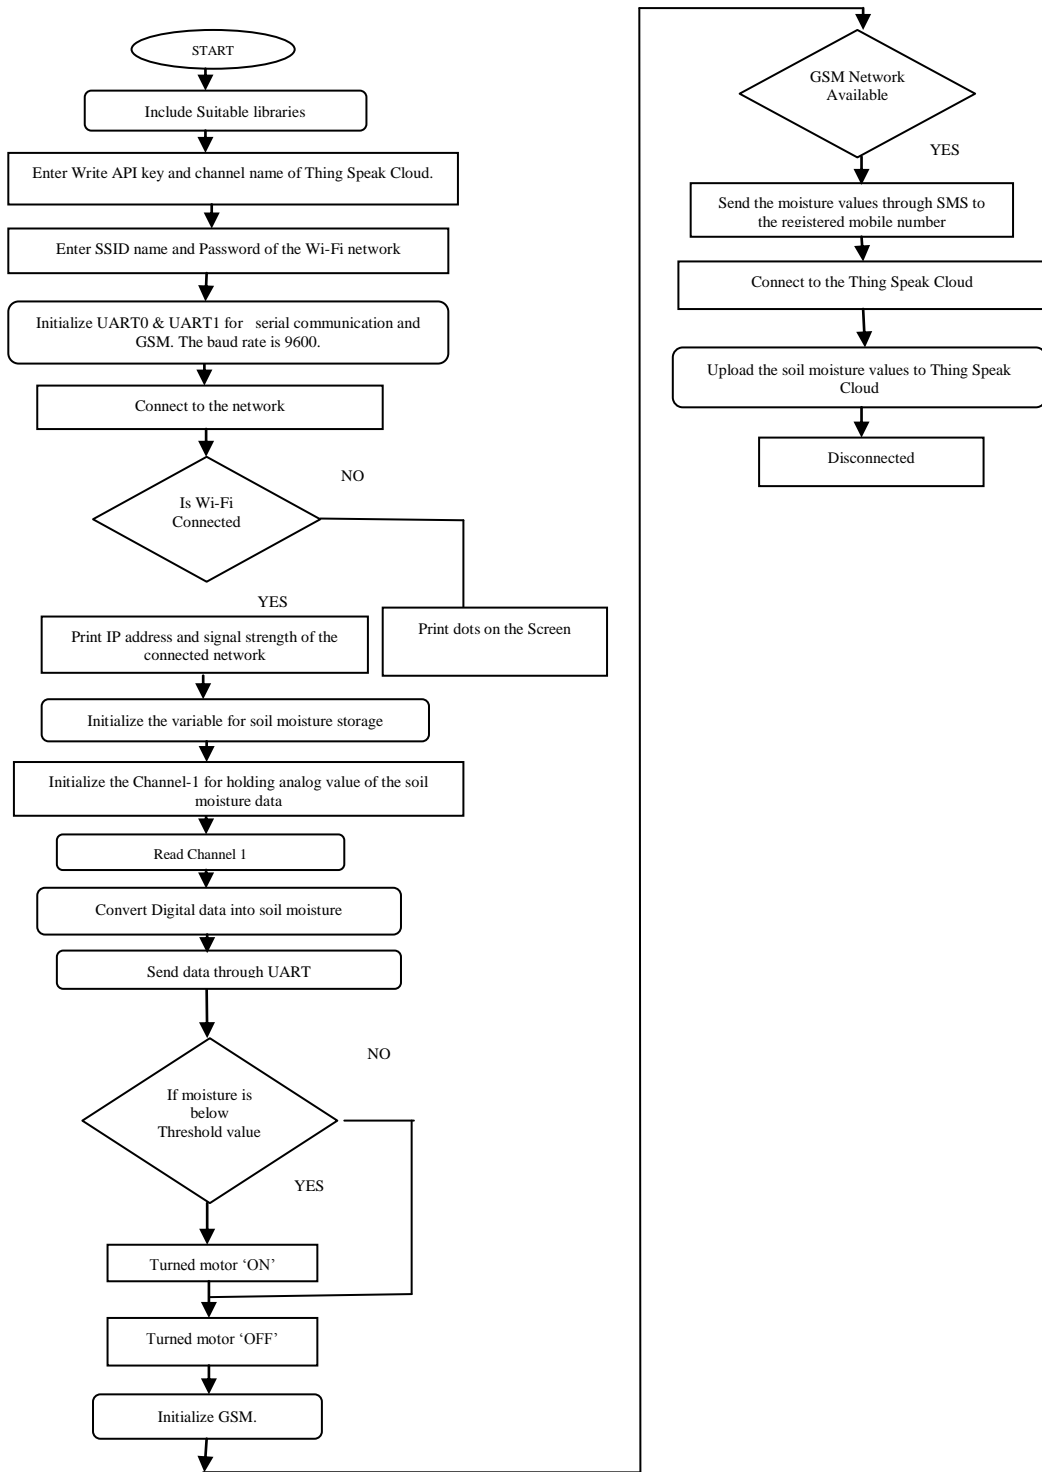 START
Include Suitable libraries
Enter Write API key and channel name of Thing Speak Cloud.
Enter SSID name and Password of the Wi-Fi network
Initialize UART0 & UART1 for serial communication and
GSM. The baud rate is 9600.
Connect to the network
NO
Is Wi-Fi
Connected
YES
Print IP address and signal strength of the
connected network
Print dots on the Screen
Initialize the variable for soil moisture storage
Initialize the Channel-1 for holding analog value of the soil
moisture data
Read Channel 1
Convert Digital data into soil moisture
Send data through UART
NO
If moisture is
below
Threshold value
YES
Turned motor ‘ON’
Turned motor ‘OFF’
Initialize GSM.
GSM Network
Available
YES
Send the moisture values through SMS to
the registered mobile number
Connect to the Thing Speak Cloud
Upload the soil moisture values to Thing Speak
Cloud
Disconnected